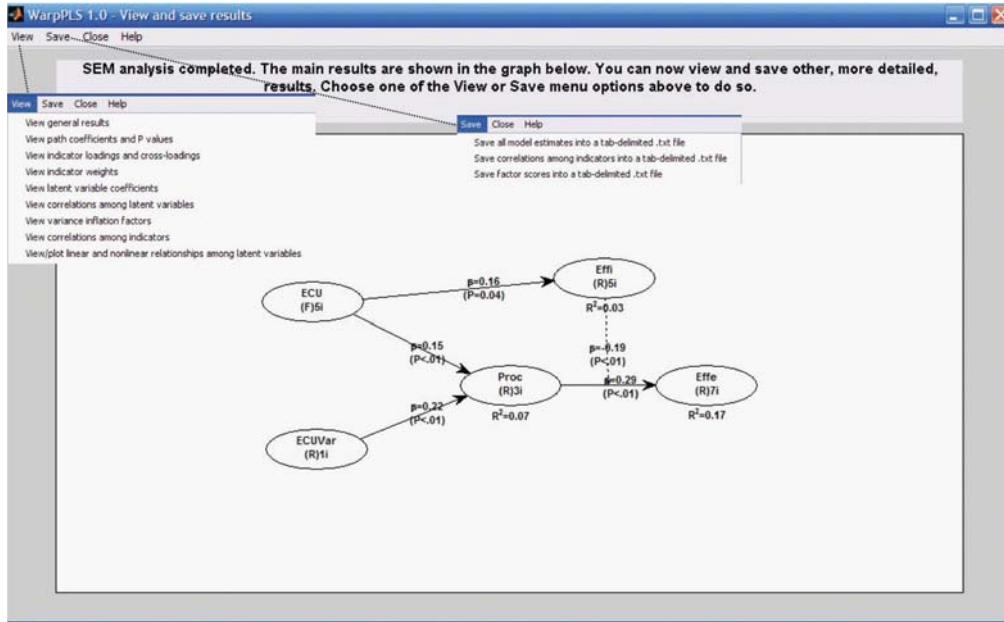 WarpPLS 1.0 - View and save results
View Save Close Help
SEM analysis completed. The main results are shown in the graph below. You can now view and save other, more detailed,
results. Choose one of the View or Save menu options above to do so.
View Save Close Help
View general results
View path coefficients and P values
View indicator loadings and cross-loadings
View indicator weights
View latent variable coefficients
View correlations among latent variables
View variance inflation factors
View correlations among indicators
View/plot linear and nonlinear relationships among latent variables
Save Close Help
Save all model estimates into a tab-delimited .txt file
Save correlations among indicators into a tab-delimited .txt file
Save factor scores into a tab-delimited .txt file
ECU
(F)5i
β=0.16
(P=0.04)
Effi
(R)5i
R²=0.03
β=0.15
(P<.01)
β=-0.19
(P<.01)
Proc
(R)3i
R²=0.07
β=0.29
(P<.01)
Effe
(R)7i
R²=0.17
β=0.22
(P<.01)
ECUVar
(R)1i